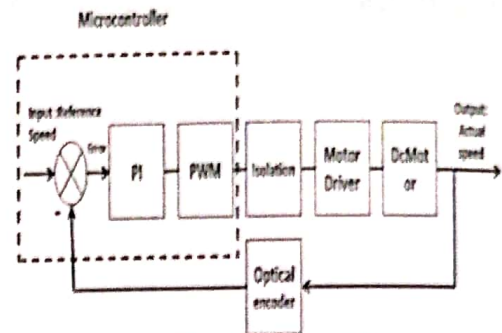 Microcontroller
Input :Reference
Speed
Error
PI
PWM
Isolation
Motor
Driver
DcMot
or
Output:
Actual
speed
-
Optical
encoder